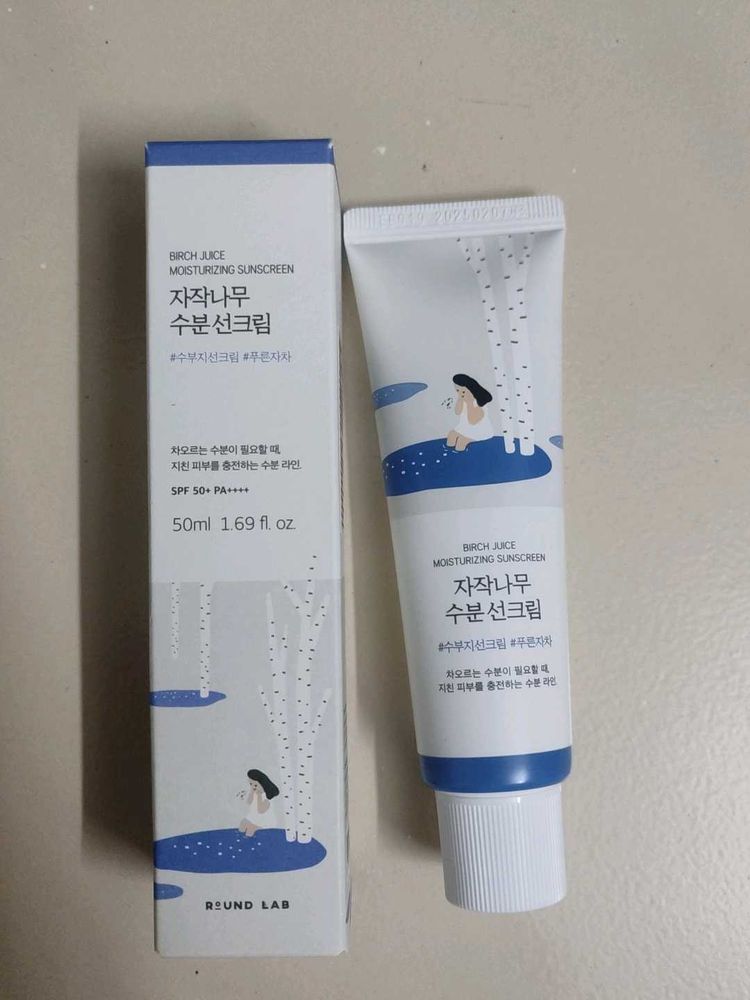 BIRCH JUICE
MOISTURIZING SUNSCREEN
자작나무
수분 선크림
#수부지선크림 #푸른자차
차오르는 수분이 필요할 때,
지친 피부를 충전하는 수분 라인.
SPF 50+ PA++++
50ml 1.69 fl. oz.
ROUND LAB
BIRCH JUICE
MOISTURIZING SUNSCREEN
자작나무
수분 선크림
#수부지선크림 #푸른자차
차오르는 수분이 필요할 때,
지친 피부를 충전하는 수분 라인.